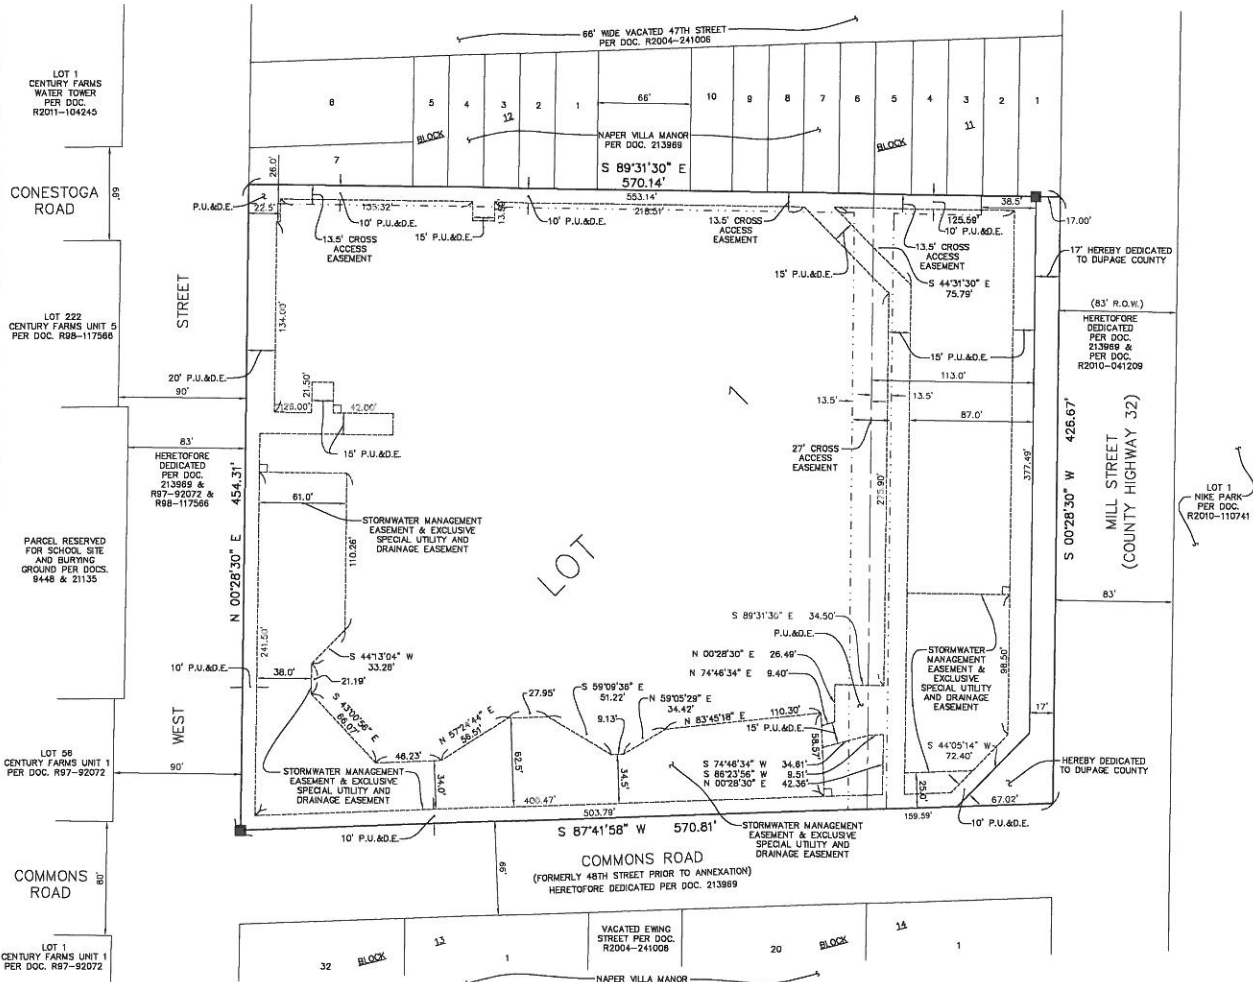 66' WIDE VACATED 47TH STREET
PER DOC. R2004-241006
LOT 1
CENTURY FARMS
WATER TOWER
PER DOC.
R2011-104245
6
5
4
3
12
2
1
66'
10
9
8
7
6
5
4
3
11
2
1
BLOCK
NAPER VILLA MANOR
PER DOC. 213969
BLOCK
CONESTOGA
ROAD
66'
26.0'
7
S 89°31'30" E
570.14'
553.14'
P.U.&D.E.
22.5'
135.32'
10' P.U.&D.E.
15' P.U.&D.E.
13.5' CROSS
ACCESS
EASEMENT
10' P.U.&D.E.
218.51'
13.5' CROSS
ACCESS
EASEMENT
38.5'
125.59'
10' P.U.&D.E.
17.00'
13.5' CROSS
ACCESS
EASEMENT
17' HEREBY DEDICATED
TO DUPAGE COUNTY
15' P.U.&D.E.
S 44°31'30" E
75.79'
(83' R.O.W.)
HERETOFORE
DEDICATED
PER DOC.
213969 &
PER DOC.
R2010-041209
STREET
134.00'
LOT 222
CENTURY FARMS UNIT 5
PER DOC. R98-117566
20' P.U.&D.E.
90'
21.50'
42.00'
15' P.U.&D.E.
15' P.U.&D.E.
113.0'
13.5'
13.5'
87.0'
1
27' CROSS
ACCESS
EASEMENT
83'
HERETOFORE
DEDICATED
PER DOC.
213969 &
R97-92072 &
R98-117566
N 00°28'30" E 454.31'
61.0'
STORMWATER MANAGEMENT
EASEMENT & EXCLUSIVE
SPECIAL UTILITY AND
DRAINAGE EASEMENT
110.26'
377.49'
S 00°28'30" W 426.67'
MILL STREET
(COUNTY HIGHWAY 32)
LOT 1
NIKE PARK
PER DOC.
R2010-110741
PARCEL RESERVED
FOR SCHOOL SITE
AND BURYING
GROUND PER DOCS.
9448 & 21135
LOT
83'
S 89°31'30" E 34.50'
P.U.&D.E.
N 00°28'30" E 26.49'
N 74°46'34" E 9.40'
STORMWATER
MANAGEMENT
EASEMENT &
EXCLUSIVE
SPECIAL UTILITY
AND DRAINAGE
EASEMENT
98.50'
241.50'
S 44°13'04" W
33.28'
10' P.U.&D.E.
38.0'
21.19'
S 43°00'56" E
66.07'
27.95'
S 59°09'36" E
51.22'
9.13'
N 59°05'29" E
34.42'
N 83°45'18" E 110.30'
15' P.U.&D.E.
58.57'
N 57°24'44" E
56.51'
46.23'
17'
S 44°05'14" W
72.40'
WEST
LOT 56
CENTURY FARMS UNIT 1
PER DOC. R97-92072
90'
STORMWATER MANAGEMENT
EASEMENT & EXCLUSIVE
SPECIAL UTILITY AND
DRAINAGE EASEMENT
34.0'
62.5'
34.5'
S 74°46'34" W 34.61'
S 86°23'56" W 9.51'
N 00°28'30" E 42.36'
25.0'
HEREBY DEDICATED
TO DUPAGE COUNTY
67.02'
159.59'
10' P.U.&D.E.
400.47'
503.79'
10' P.U.&D.E.
S 87°41'58" W 570.81'
STORMWATER MANAGEMENT
EASEMENT & EXCLUSIVE
SPECIAL UTILITY AND
DRAINAGE EASEMENT
66'
COMMONS ROAD
(FORMERLY 48TH STREET PRIOR TO ANNEXATION)
HERETOFORE DEDICATED PER DOC. 213969
COMMONS
ROAD
80'
LOT 1
CENTURY FARMS UNIT 1
PER DOC. R97-92072
32
BLOCK
13
1
VACATED EWING
STREET PER DOC.
R2004-241006
20
BLOCK
14
1
NAPER VILLA MANOR